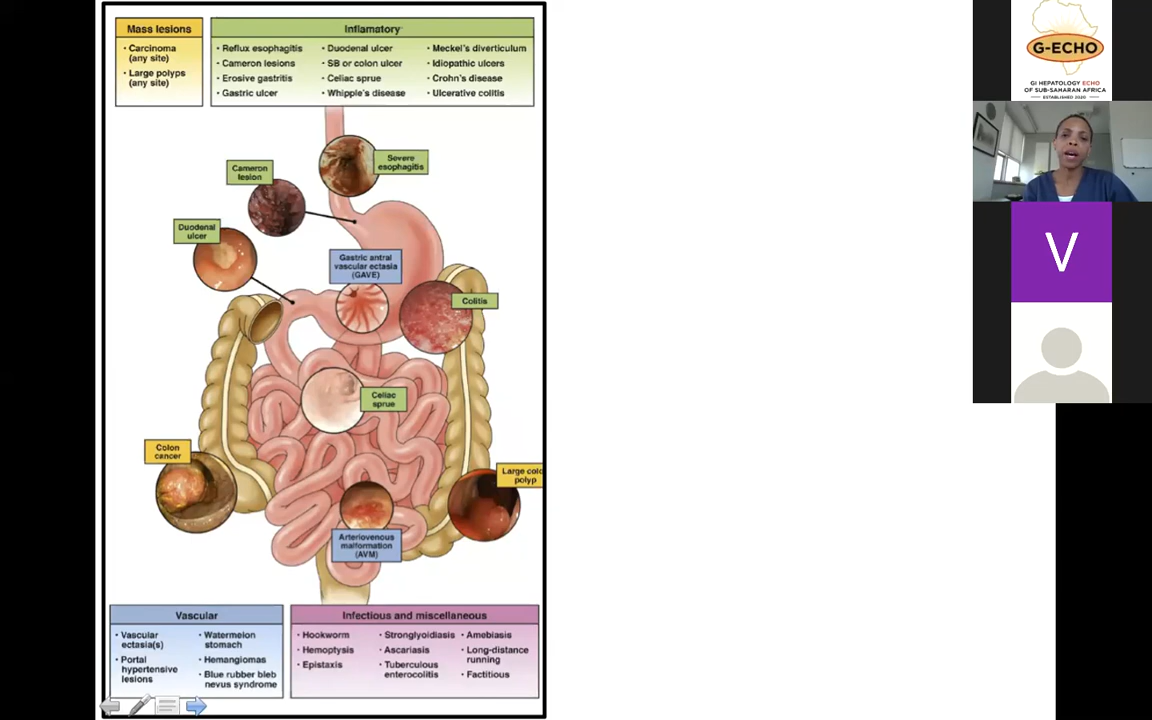 Mass lesions
• Carcinoma
(any site)
• Large polyps
(any site)
Inflamatory
• Reflux esophagitis
• Cameron lesions
• Erosive gastritis
• Gastric ulcer
• Duodenal ulcer
• SB or colon ulcer
• Celiac sprue
• Whipple's disease
• Meckel's diverticulum
• Idiopathic ulcers
• Crohn's disease
• Ulcerative colitis
Severe
esophagitis
Cameron
lesion
Duodenal
ulcer
Gastric antral
vascular ectasia
(GAVE)
Colitis
Celiac
sprue
Colon
cancer
Large colo
polyp
Arteriovenous
malformation
(AVM)
Vascular
• Vascular
ectasia(s)
• Portal
hypertensive
lesions
• Watermelon
stomach
• Hemangiomas
• Blue rubber bleb
nevus syndrome
Infectious and miscellaneous
• Hookworm
• Hemoptysis
• Epistaxis
• Stronglyoidiasis
• Ascariasis
• Tuberculous
enterocolitis
• Amebiasis
• Long-distance
running
• Factitious
G-ECHO
GI HEPATOLOGY ECHO
OF SUB-SAHARAN AFRICA
ESTABLISHED 2020
V